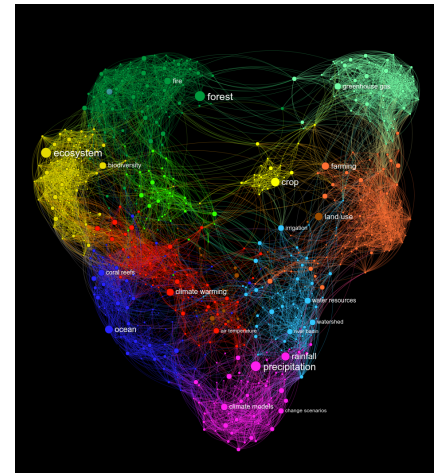 fire
greenhouse gas
forest
ecosystem
biodiversity
farming
crop
land use
irrigation
coral reefs
climate warming
water resources
ocean
watershed
air temperature
river basin
rainfall
precipitation
climate models
change scenarios